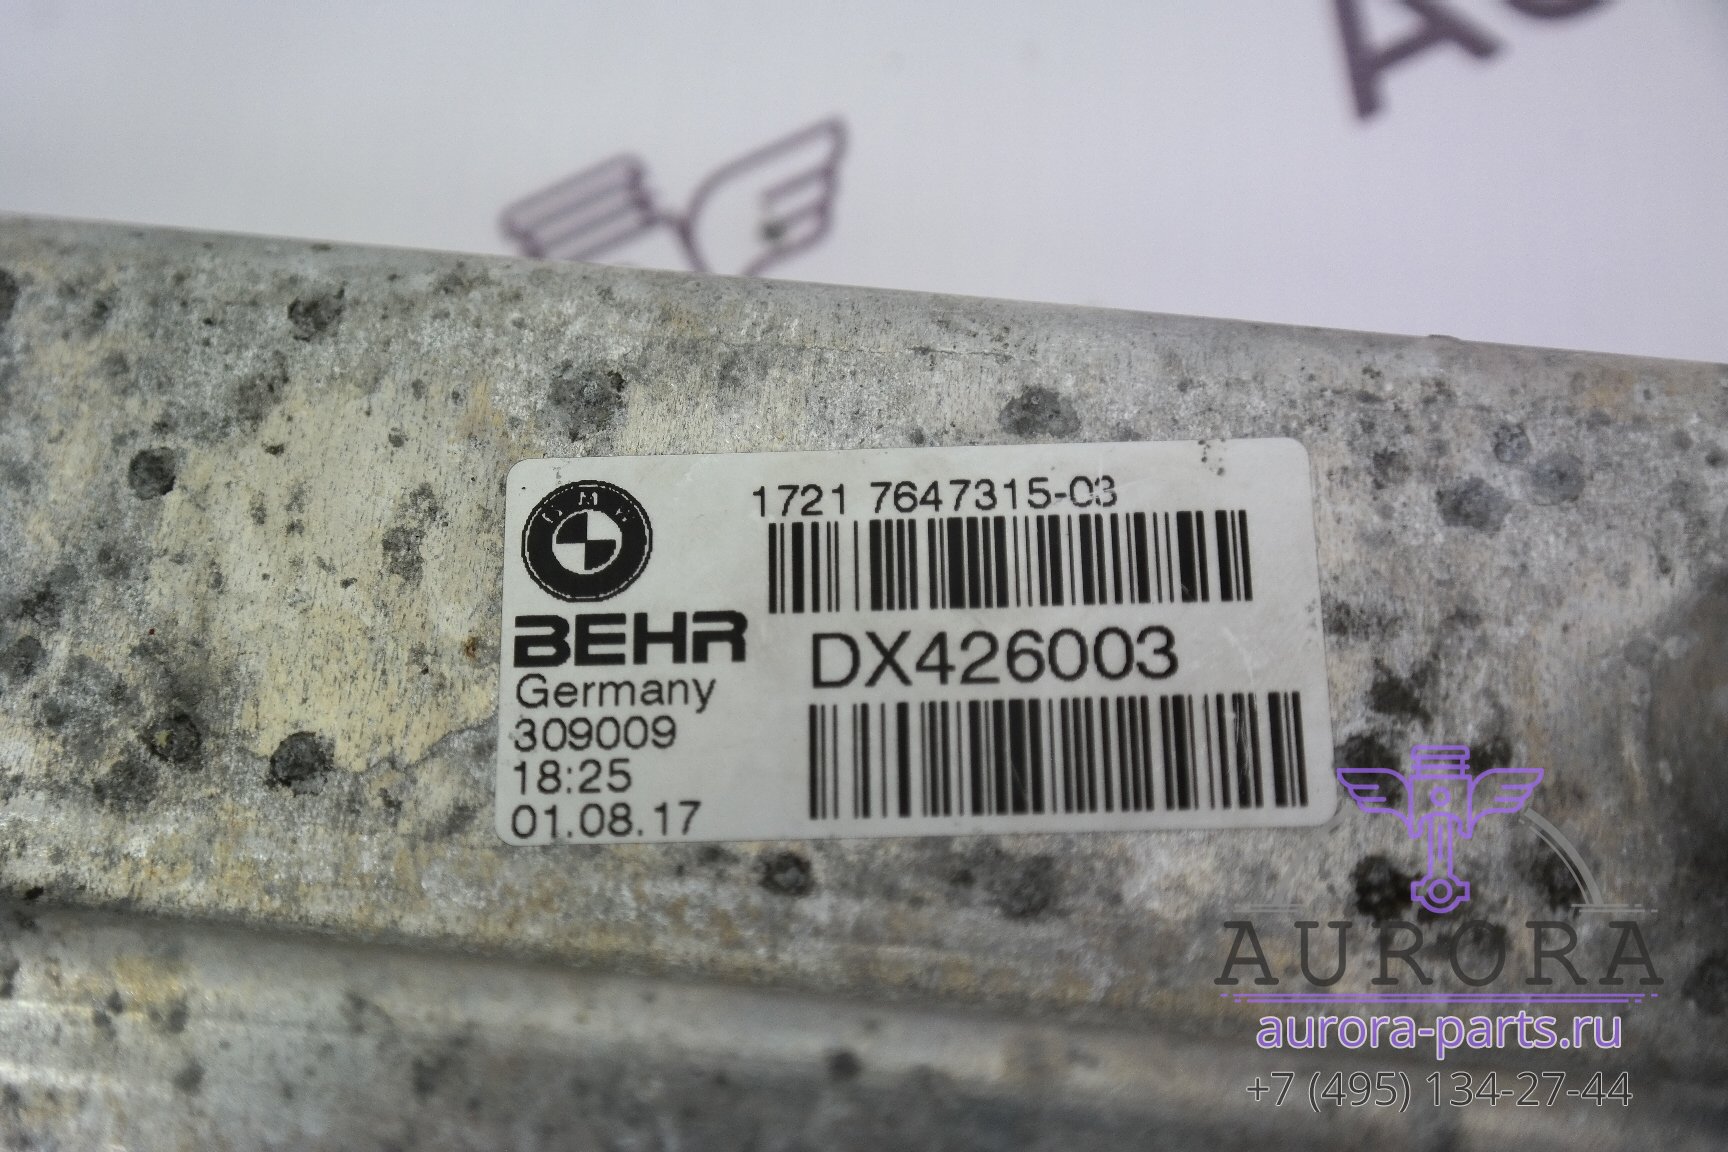 BMW
1721 7647315-03
BEHR
DX426003
Germany
309009
18:25
01.08.17
AURORA
aurora-parts.ru
+7 (495) 134-27-44